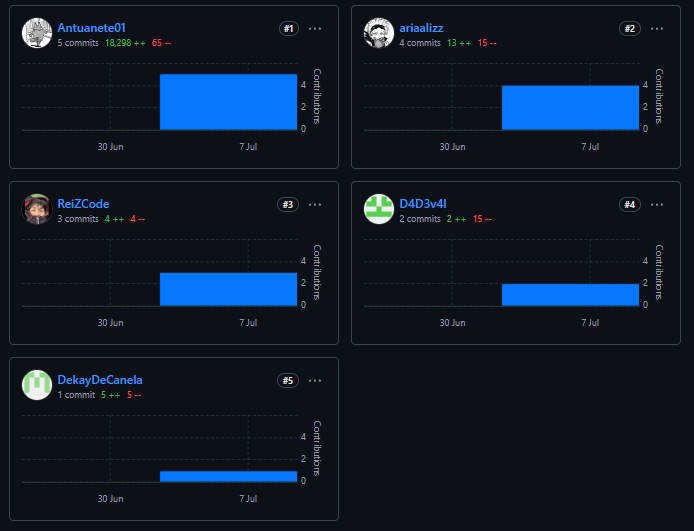 Antuanete01 #1 ...
5 commits 18,298 ++ 65 --
Contributions
4
2
0
30 Jun 7 Jul
ariaalizz #2 ...
4 commits 13 ++ 15 --
Contributions
4
2
0
30 Jun 7 Jul
ReiZCode #3 ...
3 commits 4 ++ 4 --
Contributions
4
2
0
30 Jun 7 Jul
D4D3v4l #4 ...
2 commits 2 ++ 15 --
Contributions
4
2
0
30 Jun 7 Jul
DekayDeCanela #5 ...
1 commit 5 ++ 5 --
Contributions
4
2
0
30 Jun 7 Jul